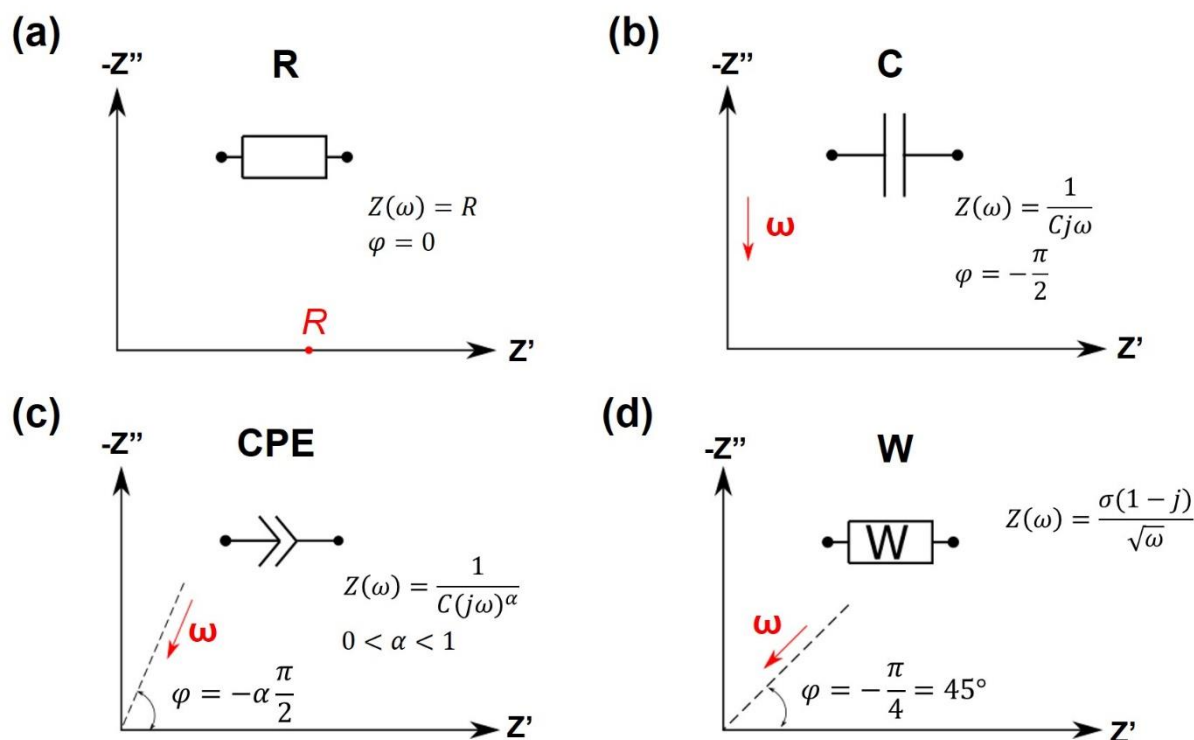 (a)
-Z”
R
Z(ω) = R
φ = 0
R
Z’
(b)
-Z”
C
ω
Z(ω) = 1/Cjω
φ = −π/2
Z’
(c)
-Z”
CPE
ω
Z(ω) = 1/C(jω)^α
0 < α < 1
φ = −α π/2
Z’
(d)
-Z”
W
W
Z(ω) = σ(1 − j)/√ω
ω
φ = −π/4 = 45°
Z’